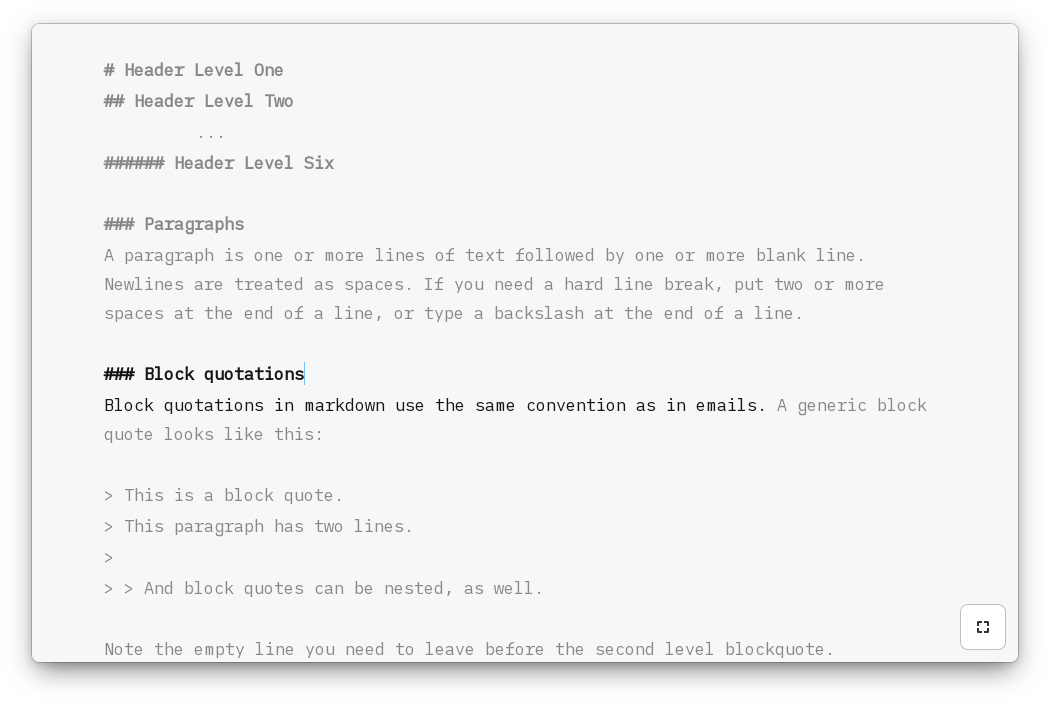 # Header Level One
## Header Level Two
...
###### Header Level Six
### Paragraphs
A paragraph is one or more lines of text followed by one or more blank line.
Newlines are treated as spaces. If you need a hard line break, put two or more
spaces at the end of a line, or type a backslash at the end of a line.
### Block quotations
Block quotations in markdown use the same convention as in emails. A generic block
quote looks like this:
> This is a block quote.
> This paragraph has two lines.
>
> > And block quotes can be nested, as well.
Note the empty line you need to leave before the second level blockquote.